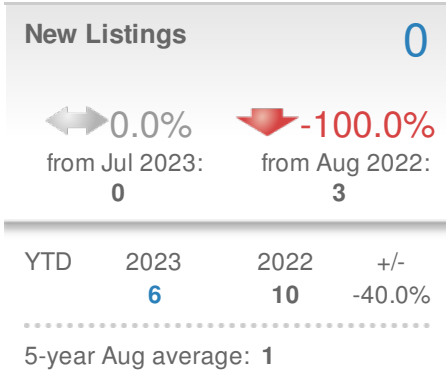 New Listings 0
0.0% -100.0%
from Jul 2023: from Aug 2022:
0 3
YTD 2023 2022 +/-
6 10 -40.0%
5-year Aug average: 1